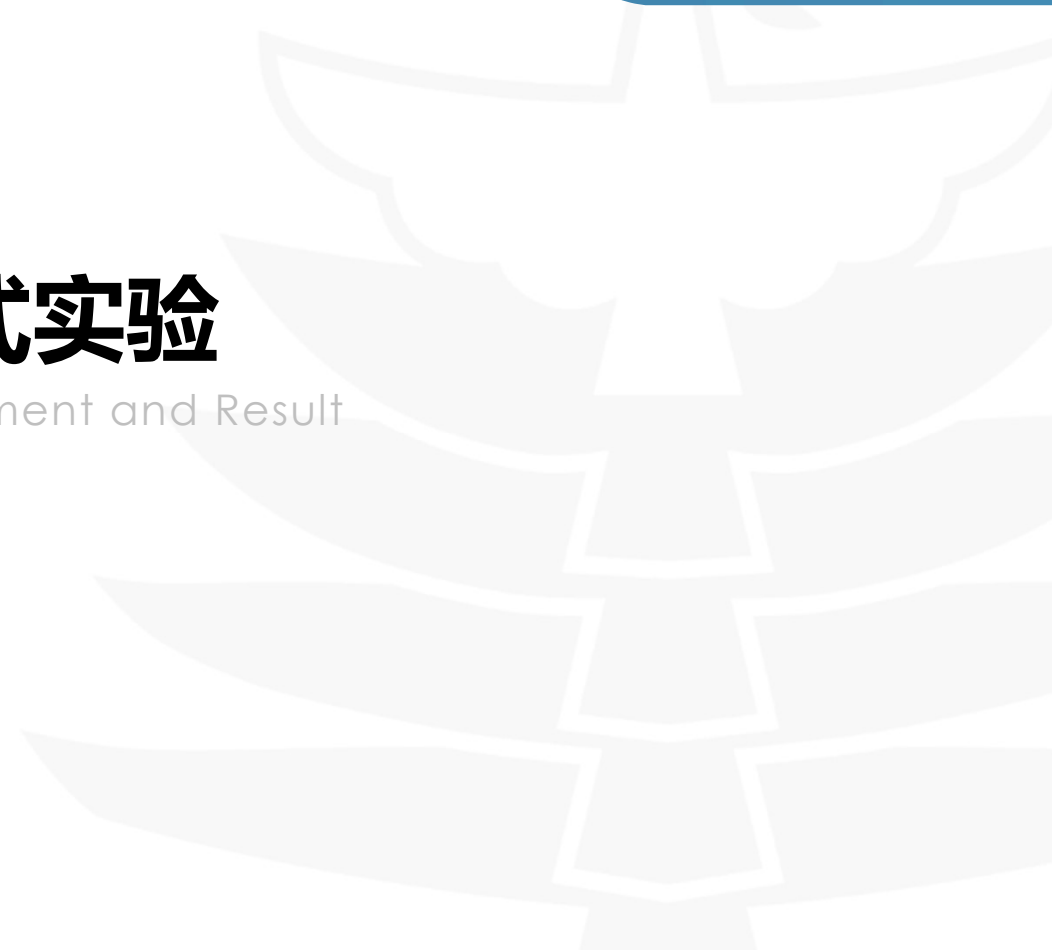 式实验
ment and Result